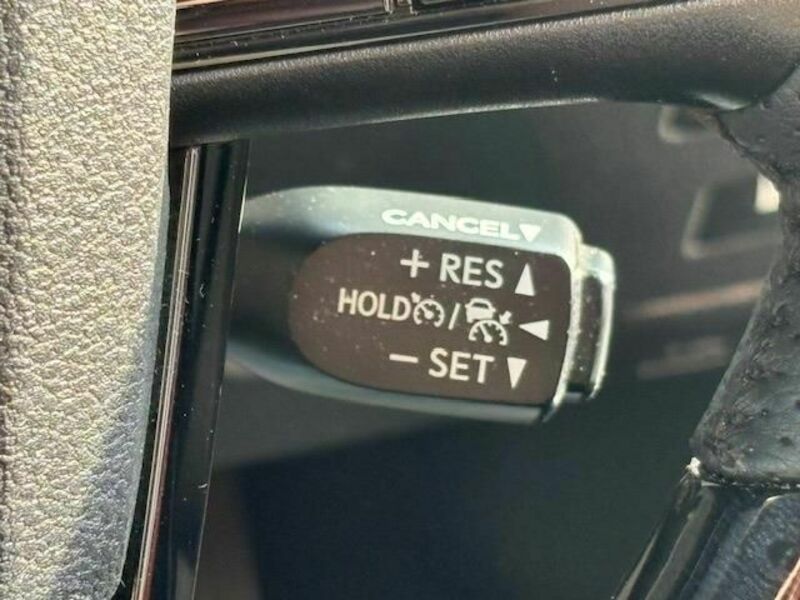 CANCEL▼
+ RES ▲
HOLD / ◀
− SET ▼